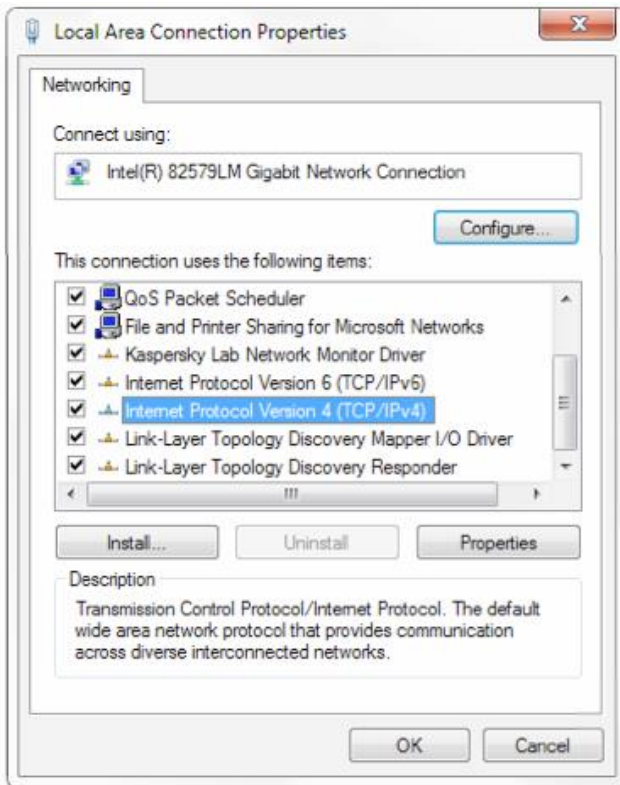 Local Area Connection Properties
Networking
Connect using:
Intel(R) 82579LM Gigabit Network Connection
Configure...
This connection uses the following items:
QoS Packet Scheduler
File and Printer Sharing for Microsoft Networks
Kaspersky Lab Network Monitor Driver
Internet Protocol Version 6 (TCP/IPv6)
Internet Protocol Version 4 (TCP/IPv4)
Link-Layer Topology Discovery Mapper I/O Driver
Link-Layer Topology Discovery Responder
Install...
Uninstall
Properties
Description
Transmission Control Protocol/Internet Protocol. The default
wide area network protocol that provides communication
across diverse interconnected networks.
OK
Cancel